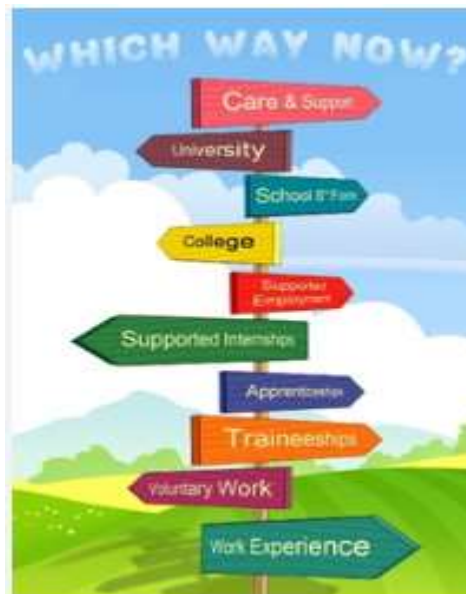 WHICH WAY NOW?
Care & Support
University
School 6th Form
College
Supported
Employment
Supported Internships
Apprenticeships
Traineeships
Voluntary Work
Work Experience